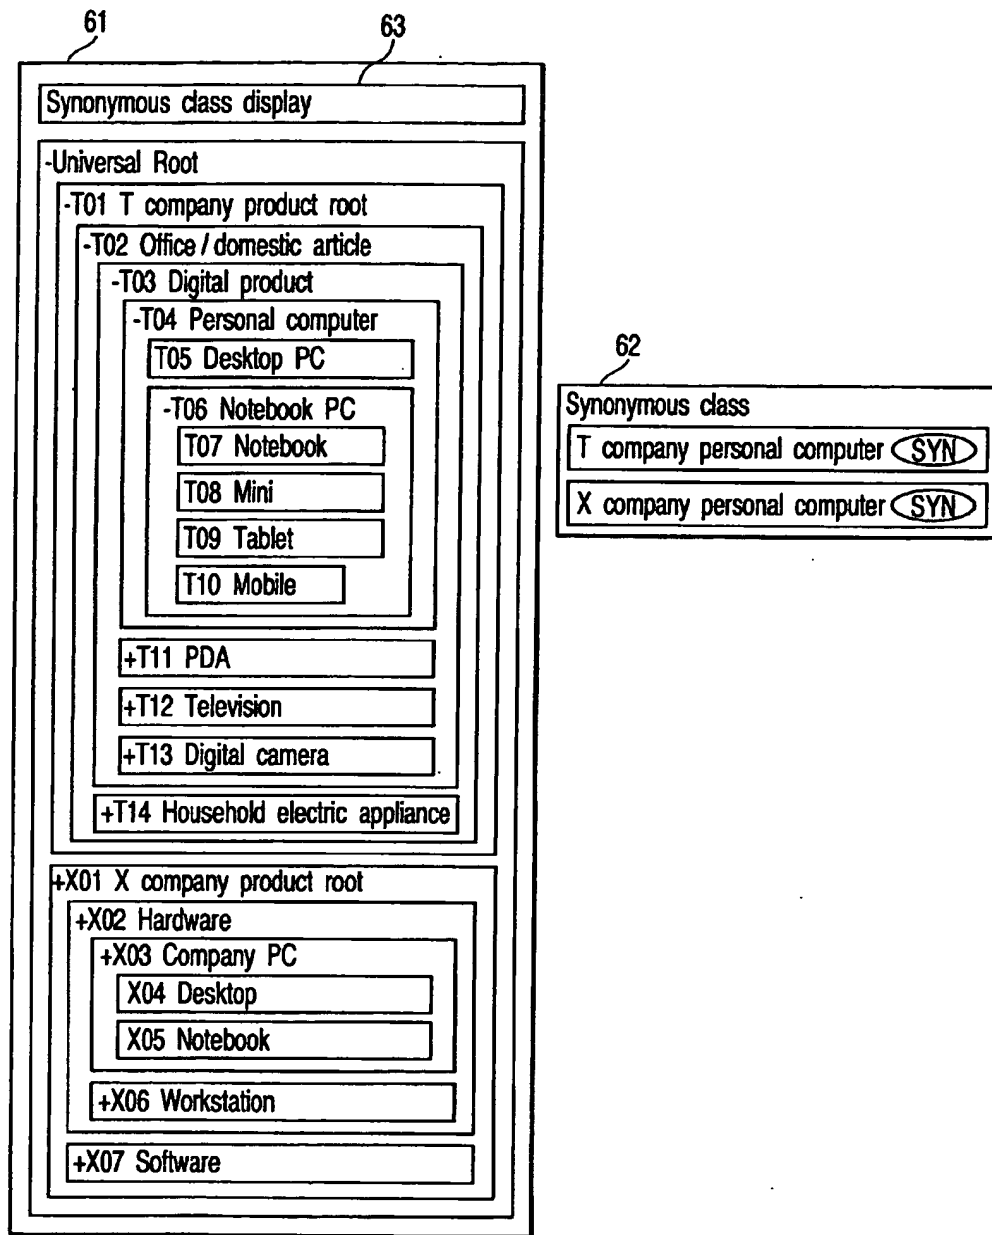 61
63
Synonymous class display
-Universal Root
-T01 T company product root
-T02 Office / domestic article
-T03 Digital product
-T04 Personal computer
T05 Desktop PC
-T06 Notebook PC
T07 Notebook
T08 Mini
T09 Tablet
T10 Mobile
+T11 PDA
+T12 Television
+T13 Digital camera
+T14 Household electric appliance
+X01 X company product root
+X02 Hardware
+X03 Company PC
X04 Desktop
X05 Notebook
+X06 Workstation
+X07 Software
62
Synonymous class
T company personal computer SYN
X company personal computer SYN